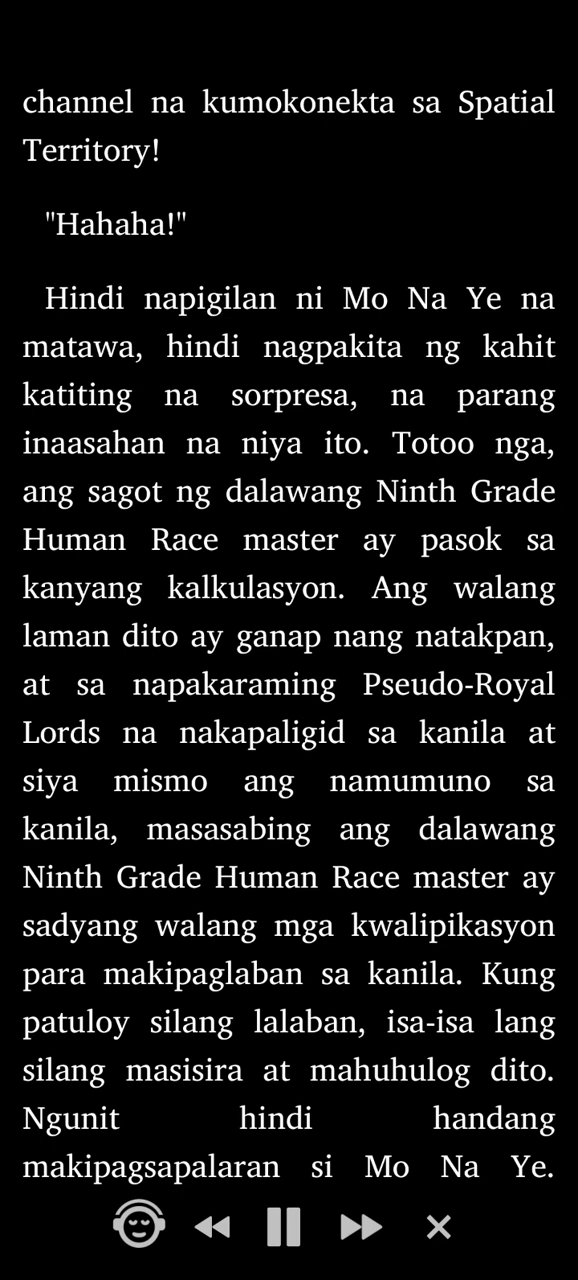 channel na kumokonekta sa Spatial
Territory!
"Hahaha!"
Hindi napigilan ni Mo Na Ye na
matawa, hindi nagpakita ng kahit
katiting na sorpresa, na parang
inaasahan na niya ito. Totoo nga,
ang sagot ng dalawang Ninth Grade
Human Race master ay pasok sa
kanyang kalkulasyon. Ang walang
laman dito ay ganap nang natakpan,
at sa napakaraming Pseudo-Royal
Lords na nakapaligid sa kanila at
siya mismo ang namumuno sa
kanila, masasabing ang dalawang
Ninth Grade Human Race master ay
sadyang walang mga kwalipikasyon
para makipaglaban sa kanila. Kung
patuloy silang lalaban, isa-isa lang
silang masisira at mahuhulog dito.
Ngunit hindi handang
makipagsapalaran si Mo Na Ye.